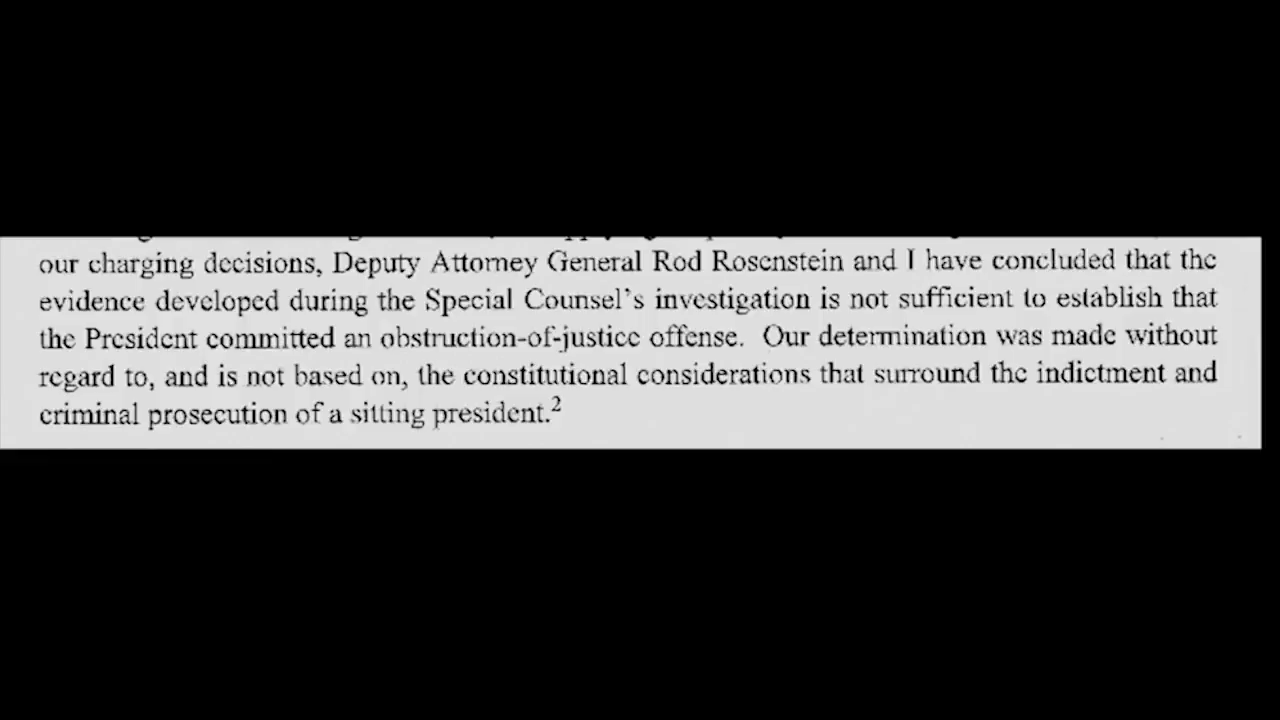 our charging decisions, Deputy Attorney General Rod Rosenstein and I have concluded that the
evidence developed during the Special Counsel's investigation is not sufficient to establish that
the President committed an obstruction-of-justice offense. Our determination was made without
regard to, and is not based on, the constitutional considerations that surround the indictment and
criminal prosecution of a sitting president.2